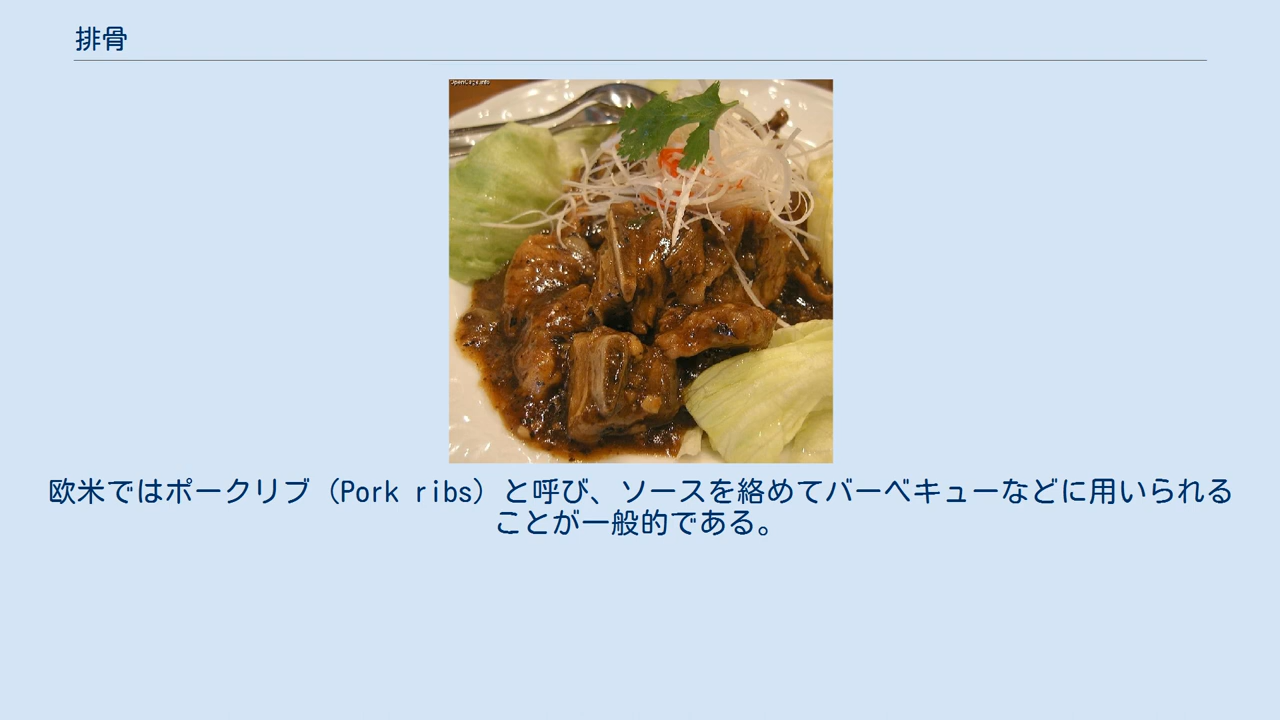 排骨
OpenCage.info
欧米ではポークリブ（Pork ribs）と呼び、ソースを絡めてバーベキューなどに用いられる
ことが一般的である。